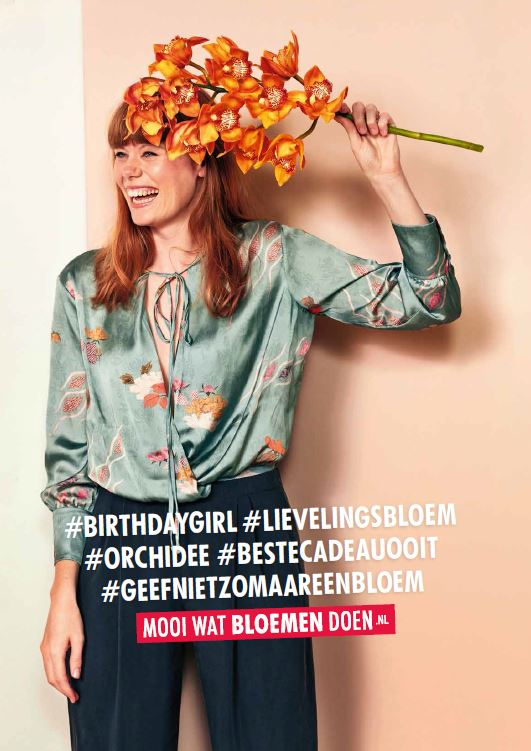 #BIRTHDAYGIRL #LIEVELINGSBLOEM
#ORCHIDEE #BESTECADEAUOOIT
#GEEFNIETZOMAAREENBLOEM
MOOI WAT BLOEMEN DOEN.NL